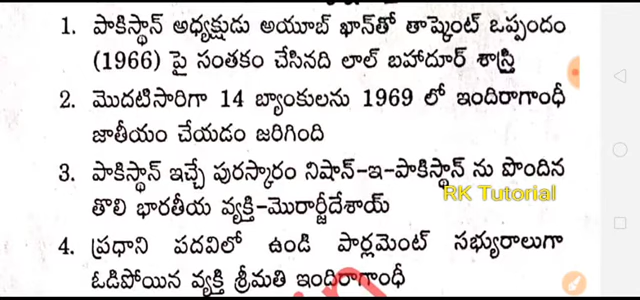 1. పాకిస్థాన్ అధ్యక్షుడు అయూబ్ ఖాన్‌తో తాష్కెంట్ ఒప్పందం
(1966) పై సంతకం చేసినది లాల్ బహాదూర్ శాస్త్రి
2. మొదటిసారిగా 14 బ్యాంకులను 1969 లో ఇందిరాగాంధీ
జాతీయం చేయడం జరిగింది
3. పాకిస్థాన్ ఇచ్చే పురస్కారం నిషాన్-ఇ-పాకిస్థాన్ ను పొందిన
RK Tutorial
తొలి భారతీయ వ్యక్తి-మొరార్జీదేశాయ్
4. ప్రధాని పదవిలో ఉండి పార్లమెంట్ సభ్యురాలుగా
ఓడిపోయిన వ్యక్తి శ్రీమతి ఇందిరాగాంధీ